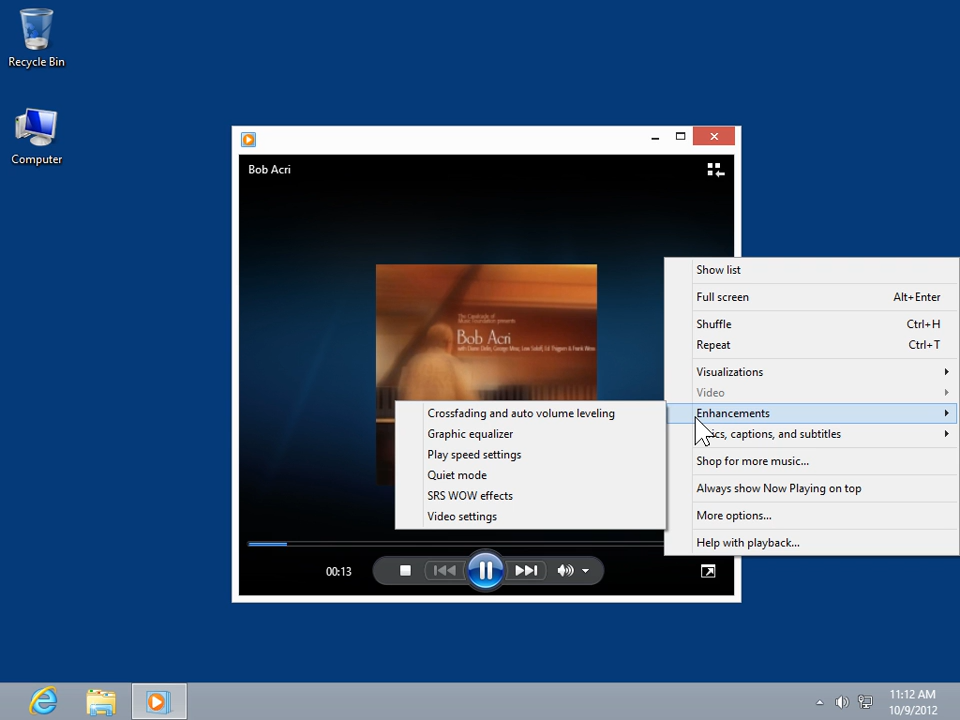 Recycle Bin
Computer
Bob Acri
Bob Acri
Show list
Full screen Alt+Enter
Shuffle Ctrl+H
Repeat Ctrl+T
Visualizations
Video
Enhancements
captions, and subtitles
Shop for more music...
Always show Now Playing on top
More options...
Help with playback...
Crossfading and auto volume leveling
Graphic equalizer
Play speed settings
Quiet mode
SRS WOW effects
Video settings
00:13
11:12 AM
10/9/2012